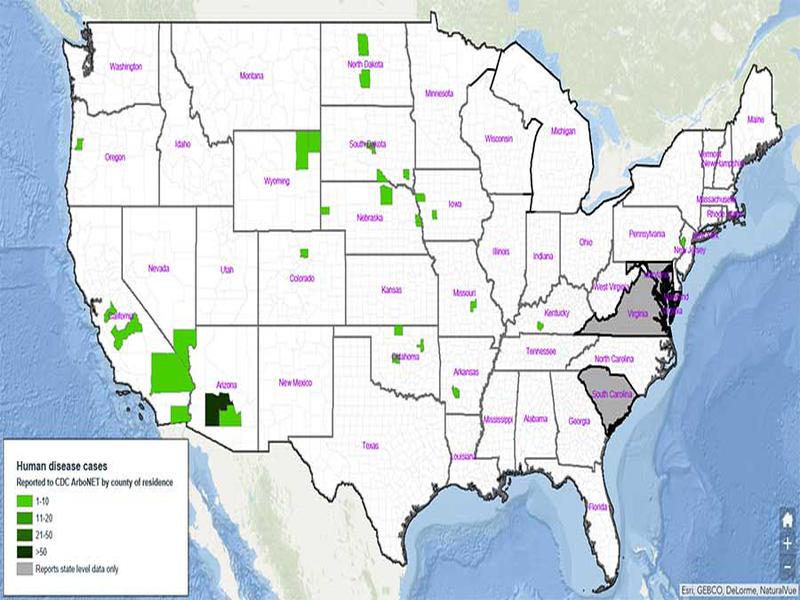 Washington
Montana
North Dakota
Minnesota
Maine
Oregon
Idaho
South Dakota
Wisconsin
Michigan
Vermont
New Hampshire
Wyoming
Nebraska
Iowa
Massachusetts
Rhode Island
Nevada
Utah
Colorado
Kansas
Illinois
Indiana
Ohio
Pennsylvania
New Jersey
California
Missouri
Kentucky
West Virginia
Virginia
Arizona
New Mexico
Oklahoma
Arkansas
Tennessee
North Carolina
South Carolina
Texas
Louisiana
Mississippi
Alabama
Georgia
Florida
Human disease cases
Reported to CDC ArboNET by county of residence
1-10
11-20
21-50
>50
Reports state level data only
Esri, GEBCO, DeLorme, NaturalVue